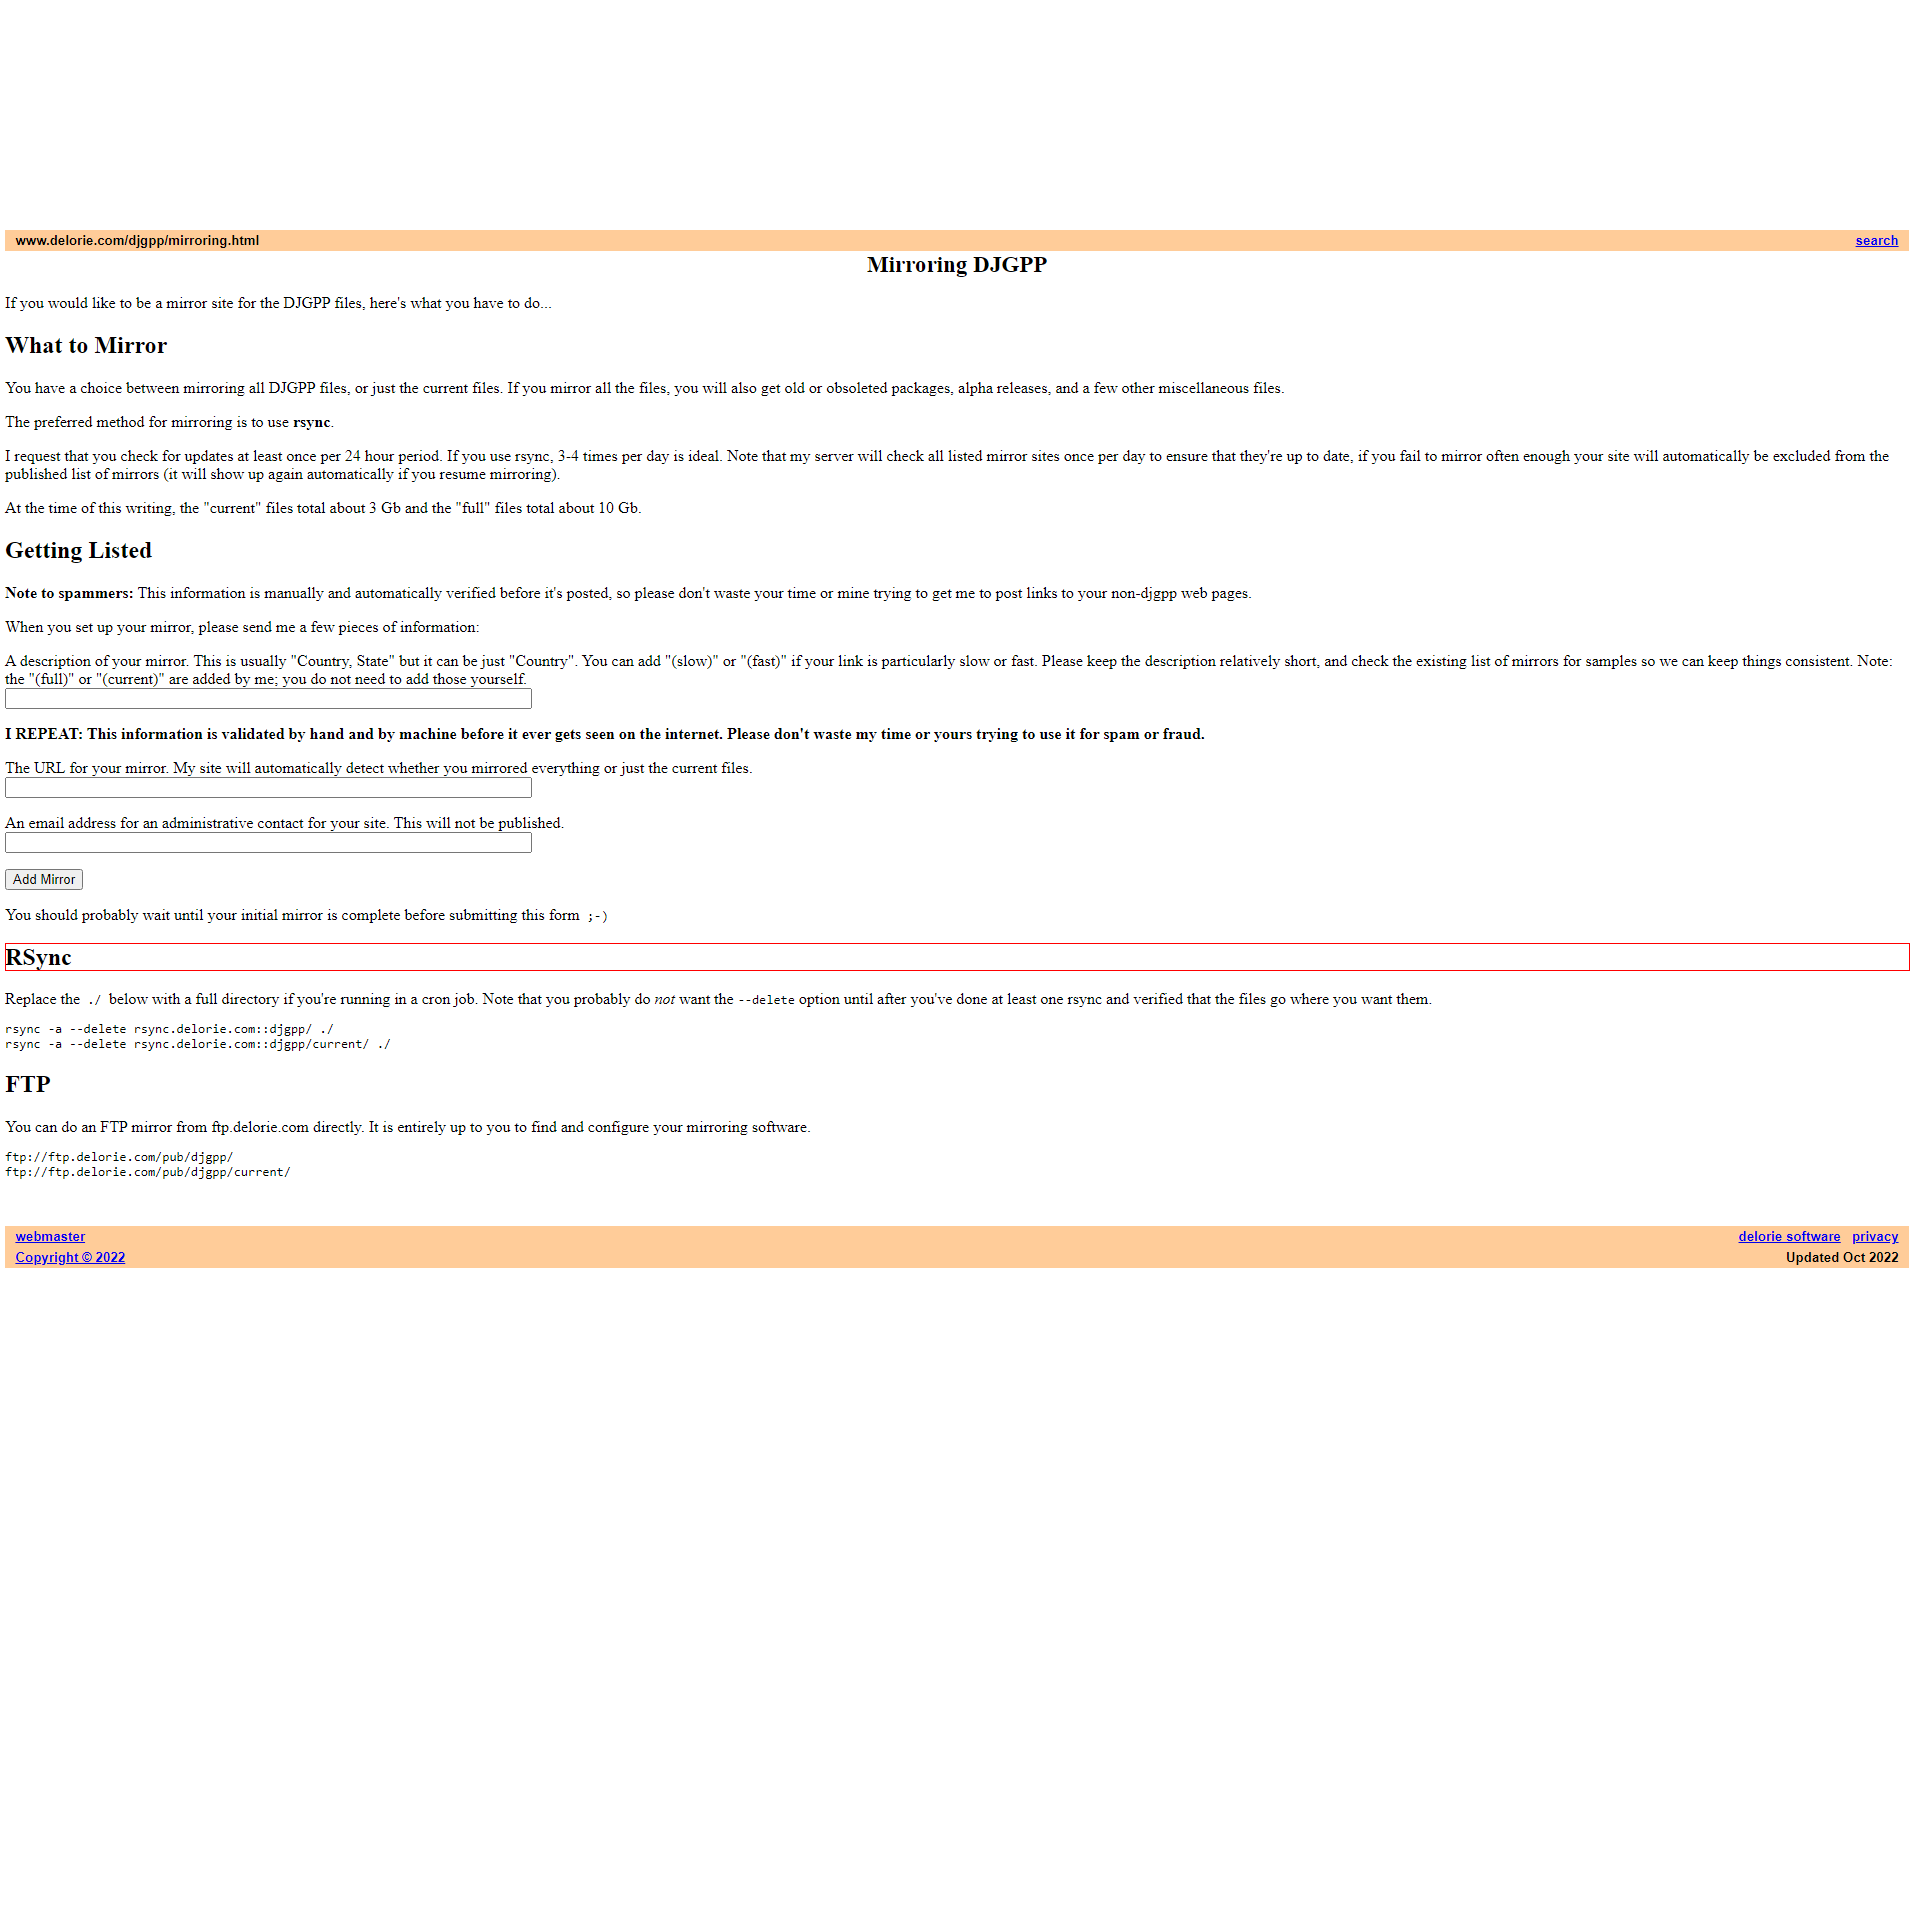 www.delorie.com/djgpp/mirroring.html search
Mirroring DJGPP
If you would like to be a mirror site for the DJGPP files, here's what you have to do...
What to Mirror
You have a choice between mirroring all DJGPP files, or just the current files. If you mirror all the files, you will also get old or obsoleted packages, alpha releases, and a few other miscellaneous files.
The preferred method for mirroring is to use rsync.
I request that you check for updates at least once per 24 hour period. If you use rsync, 3-4 times per day is ideal. Note that my server will check all listed mirror sites once per day to ensure that they're up to date, if you fail to mirror often enough your site will automatically be excluded from the
published list of mirrors (it will show up again automatically if you resume mirroring).
At the time of this writing, the "current" files total about 3 Gb and the "full" files total about 10 Gb.
Getting Listed
Note to spammers: This information is manually and automatically verified before it's posted, so please don't waste your time or mine trying to get me to post links to your non-djgpp web pages.
When you set up your mirror, please send me a few pieces of information:
A description of your mirror. This is usually "Country, State" but it can be just "Country". You can add "(slow)" or "(fast)" if your link is particularly slow or fast. Please keep the description relatively short, and check the existing list of mirrors for samples so we can keep things consistent. Note:
the "(full)" or "(current)" are added by me; you do not need to add those yourself.
I REPEAT: This information is validated by hand and by machine before it ever gets seen on the internet. Please don't waste my time or yours trying to use it for spam or fraud.
The URL for your mirror. My site will automatically detect whether you mirrored everything or just the current files.
An email address for an administrative contact for your site. This will not be published.
Add Mirror
You should probably wait until your initial mirror is complete before submitting this form ;-)
RSync
Replace the ./ below with a full directory if you're running in a cron job. Note that you probably do not want the --delete option until after you've done at least one rsync and verified that the files go where you want them.
rsync -a --delete rsync.delorie.com::djgpp/ ./
rsync -a --delete rsync.delorie.com::djgpp/current/ ./
FTP
You can do an FTP mirror from ftp.delorie.com directly. It is entirely up to you to find and configure your mirroring software.
ftp://ftp.delorie.com/pub/djgpp/
ftp://ftp.delorie.com/pub/djgpp/current/
webmaster delorie software privacy
Copyright © 2022 Updated Oct 2022